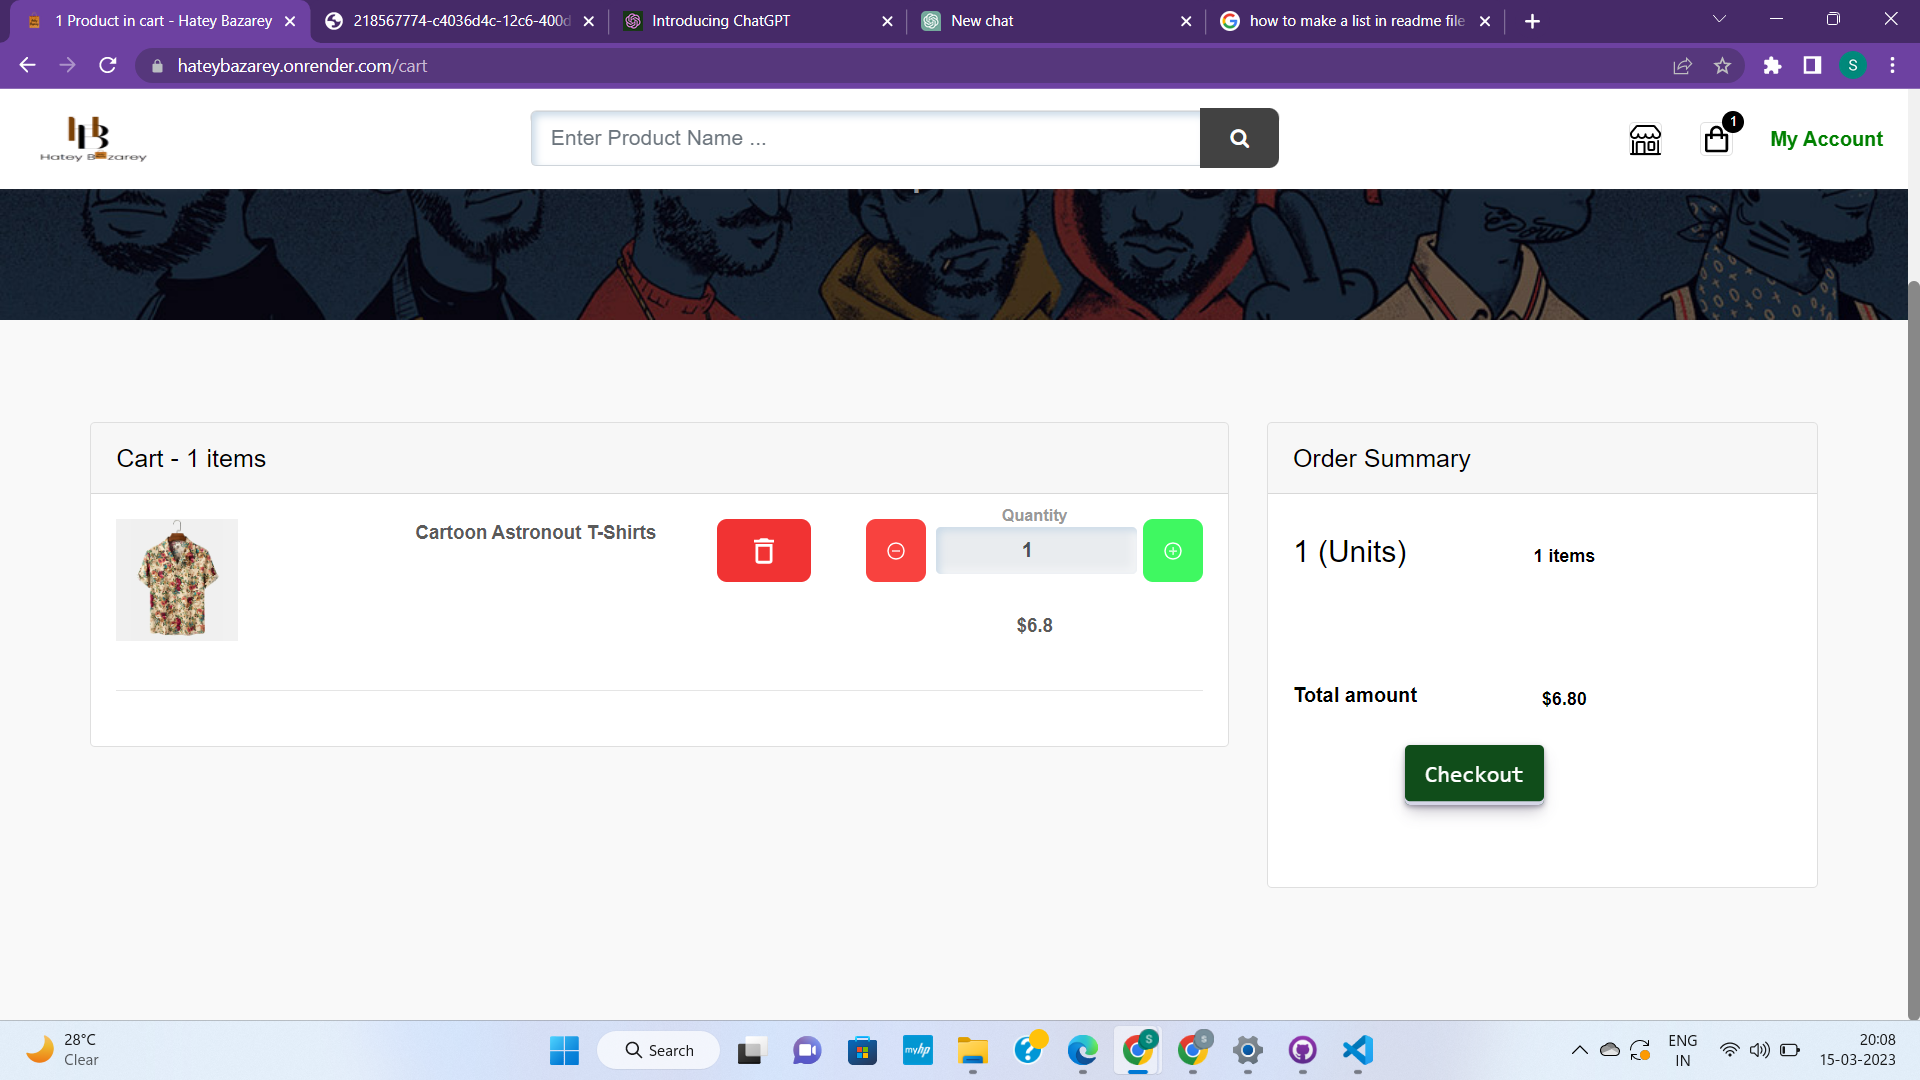 1 Product in cart - Hatey Bazarey
218567774-c4036d4c-12c6-400d
Introducing ChatGPT
New chat
how to make a list in readme file
hateybazarey.onrender.com/cart
S
Hatey Bazarey
Enter Product Name ...
1
My Account
Cart - 1 items
Order Summary
Cartoon Astronout T-Shirts
Quantity
1
$6.8
1 (Units)
1 items
Total amount
$6.80
Checkout
28°C
Clear
Search
myhp
S
S
ENG
IN
20:08
15-03-2023